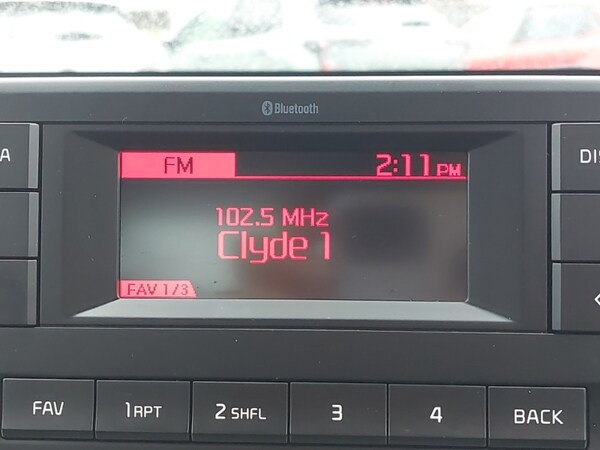 Bluetooth
A
DI
FM
2:11 PM
102.5 MHz
Clyde 1
FAV 1/3
FAV
1 RPT
2 SHFL
3
4
BACK